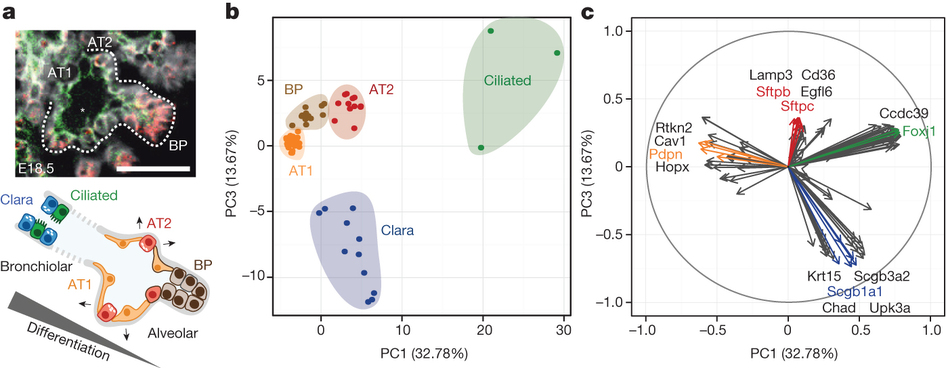 a
AT2
AT1
*
BP
E18.5
Clara
Ciliated
AT2
BP
Bronchiolar
AT1
Alveolar
Differentiation
b
PC3 (13.67%)
5
0
−5
−10
BP
AT2
AT1
Ciliated
Clara
0
10
20
30
PC1 (32.78%)
c
PC3 (13.67%)
1.0
0.5
0
−0.5
−1.0
Lamp3 Cd36
Sftpb Egfl6
Sftpc
Ccdc39
Foxj1
Rtkn2
Cav1
Pdpn
Hopx
Krt15 Scgb3a2
Scgb1a1
Chad Upk3a
−1.0
−0.5
0
0.5
1.0
PC1 (32.78%)